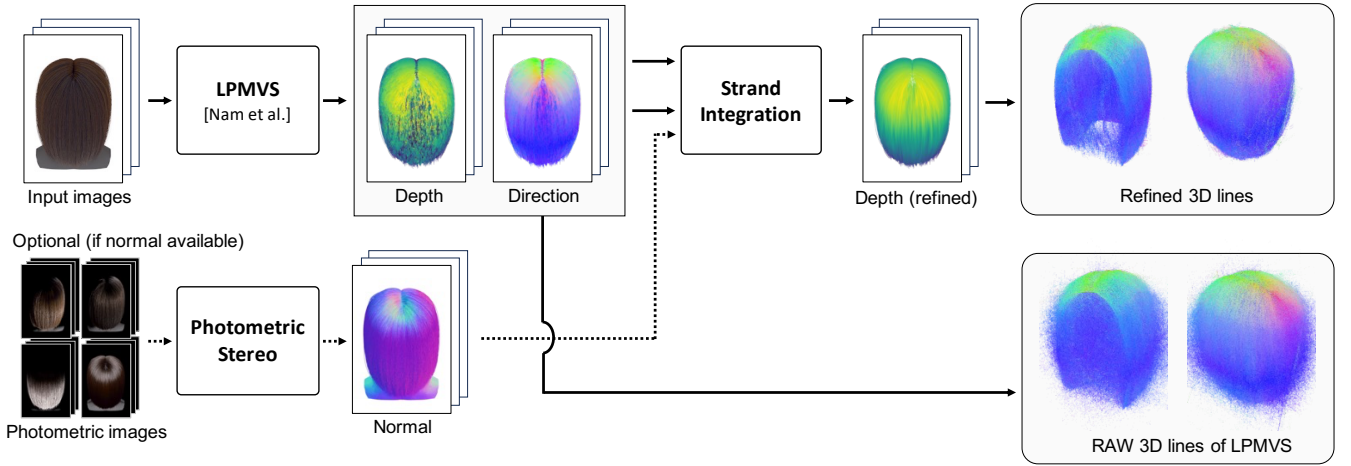 LPMVS
[Nam et al.]
Strand
Integration
Input images
Depth
Direction
Depth (refined)
Refined 3D lines
Optional (if normal available)
Photometric
Stereo
Photometric images
Normal
RAW 3D lines of LPMVS